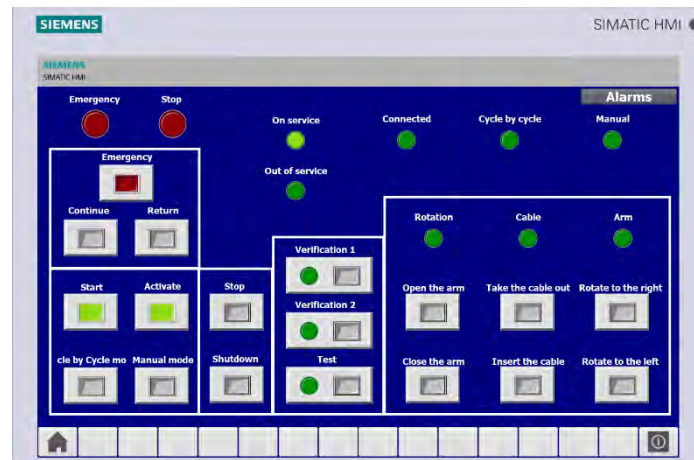 SIEMENS
SIMATIC HMI
SIEMENS
SIMATIC HMI
Alarms
Emergency
Stop
On service
Connected
Cycle by cycle
Manual
Emergency
Out of service
Continue
Return
Rotation
Cable
Arm
Verification 1
Start
Activate
Stop
Open the arm
Take the cable out
Rotate to the right
Verification 2
cle by Cycle mo
Manual mode
Shutdown
Test
Close the arm
Insert the cable
Rotate to the left